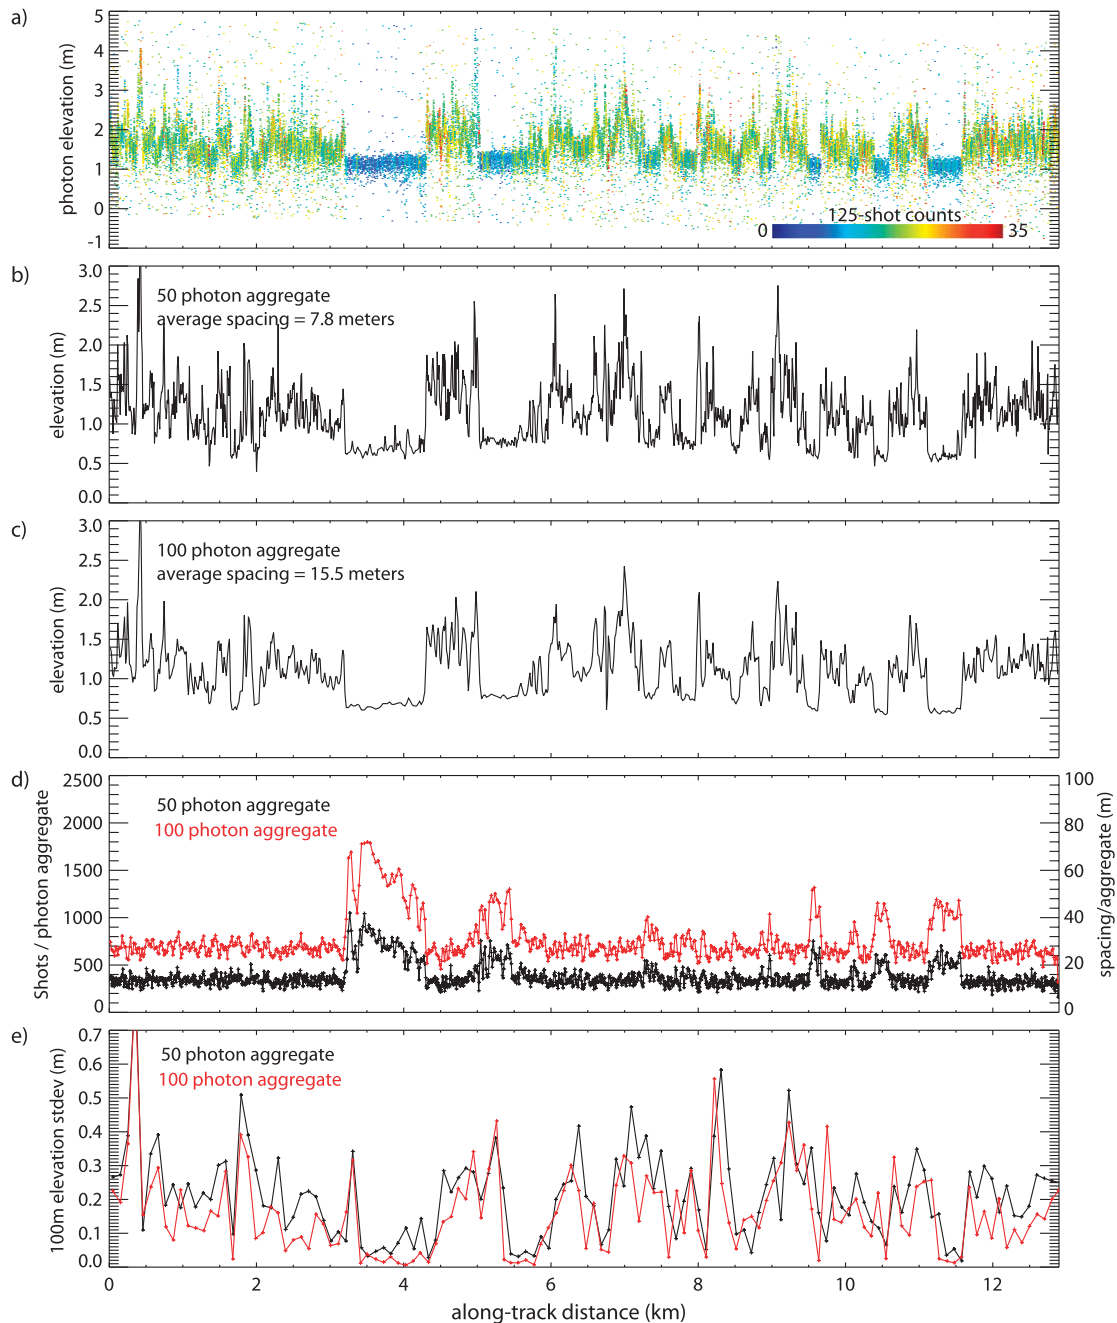 a)
5
4
3
2
1
0
-1
photon elevation (m)
125-shot counts
0 35
b)
3.0
2.5
2.0
1.5
1.0
0.5
0.0
elevation (m)
50 photon aggregate
average spacing = 7.8 meters
c)
3.0
2.5
2.0
1.5
1.0
0.5
0.0
elevation (m)
100 photon aggregate
average spacing = 15.5 meters
d)
2500
2000
1500
1000
500
0
Shots / photon aggregate
50 photon aggregate
100 photon aggregate
100
80
60
40
20
0
spacing/aggregate (m)
e)
0.7
0.6
0.5
0.4
0.3
0.2
0.1
0.0
100m elevation stdev (m)
50 photon aggregate
100 photon aggregate
0 2 4 6 8 10 12
along-track distance (km)